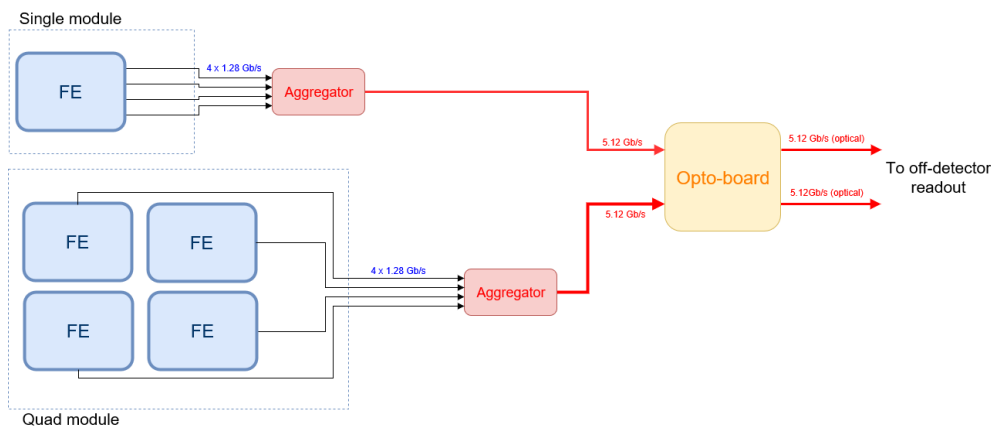 Single module
FE
4 x 1.28 Gb/s
Aggregator
5.12 Gb/s
Opto-board
5.12 Gb/s (optical)
5.12Gb/s (optical)
To off-detector
readout
FE
FE
FE
FE
4 x 1.28 Gb/s
Aggregator
5.12 Gb/s
Quad module